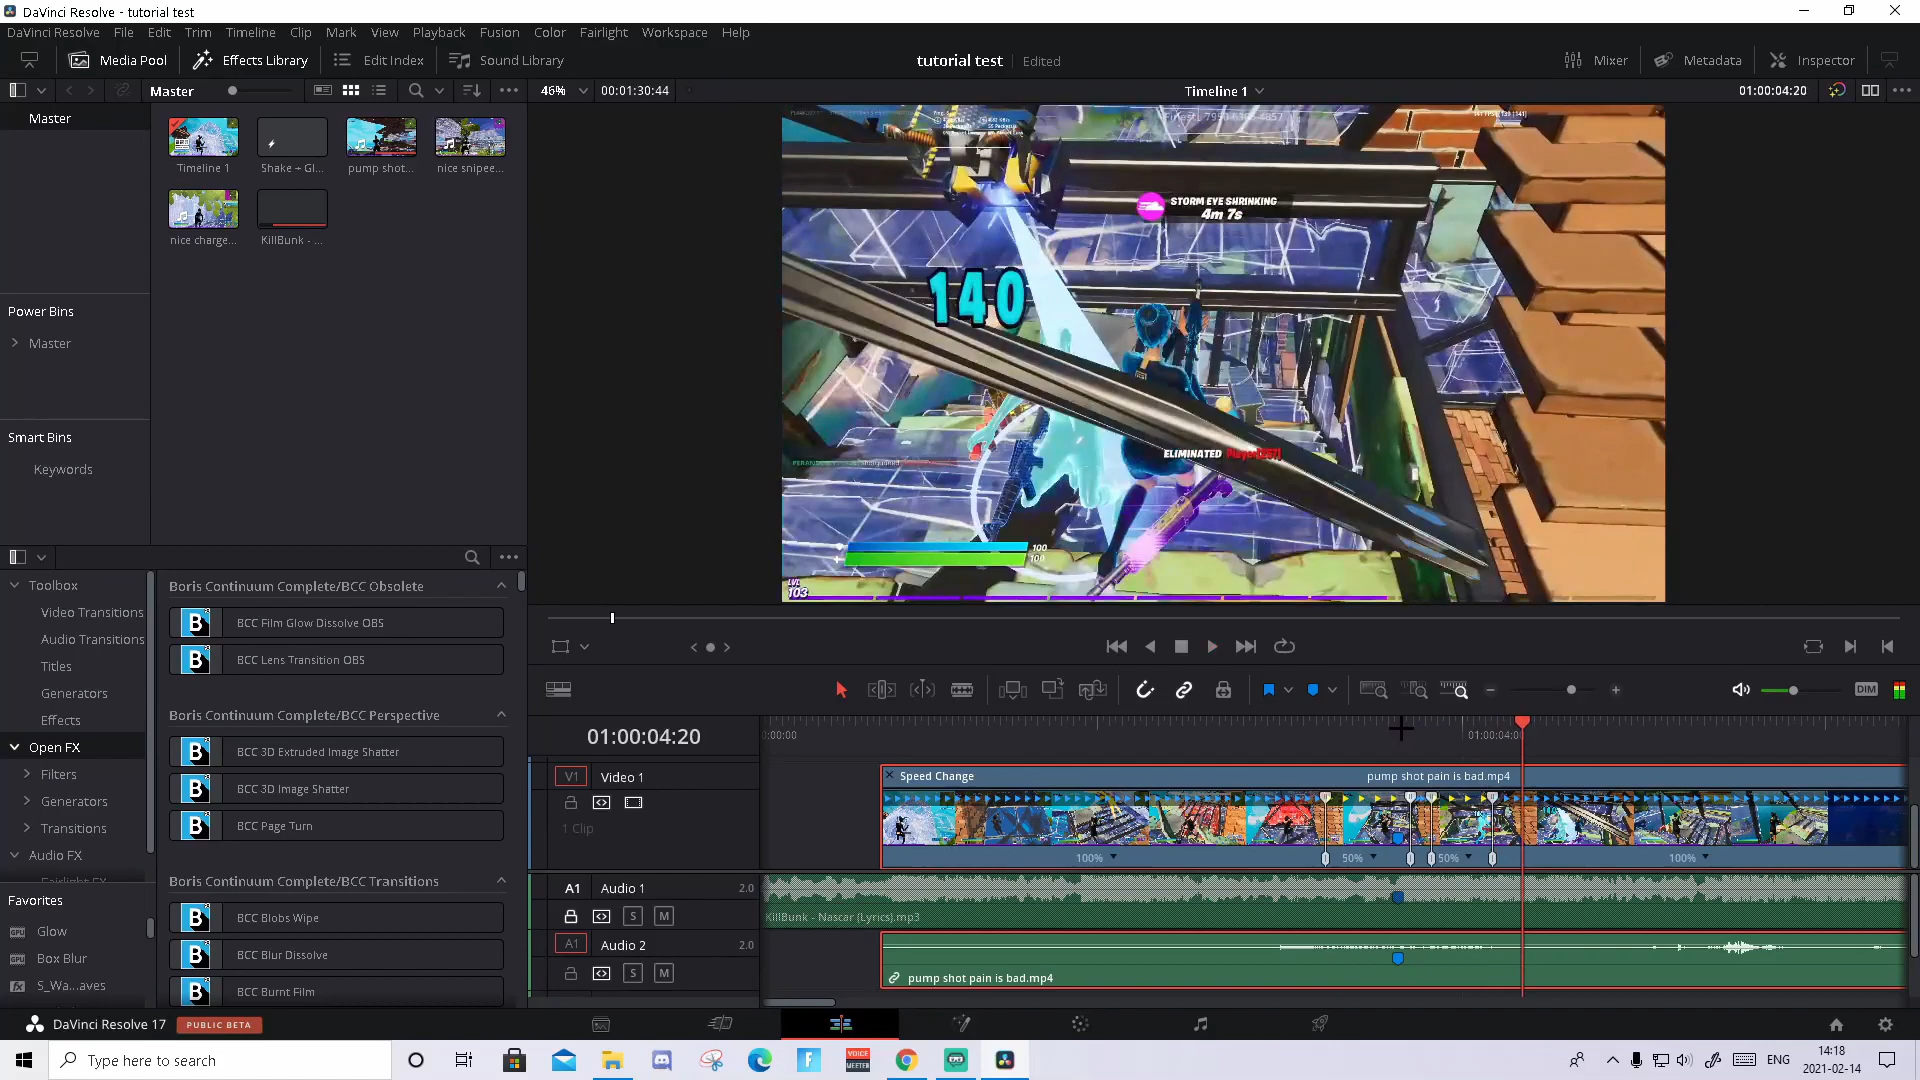 DaVinci Resolve - tutorial test
DaVinci Resolve File Edit Trim Timeline Clip Mark View Playback Fusion Color Fairlight Workspace Help
Media Pool Effects Library Edit Index Sound Library tutorial test Edited Mixer Metadata Inspector
Master 46% 00:01:30:44 Timeline 1 01:00:04:20
Master
Timeline 1 Shake + Gl... pump shot... nice snipee...
nice charge... KillBunk - ...
Power Bins
Master
Smart Bins
Keywords
STORM EYE SHRINKING
4m 7s
140
ELIMINATED
100
100
LVL
103
Toolbox
Video Transitions
Audio Transitions
Titles
Generators
Effects
Open FX
Filters
Generators
Transitions
Audio FX
Fairlight FX
Favorites
Glow
Box Blur
S_Wa...aves
Boris Continuum Complete/BCC Obsolete
BCC Film Glow Dissolve OBS
BCC Lens Transition OBS
Boris Continuum Complete/BCC Perspective
BCC 3D Extruded Image Shatter
BCC 3D Image Shatter
BCC Page Turn
Boris Continuum Complete/BCC Transitions
BCC Blobs Wipe
BCC Blur Dissolve
BCC Burnt Film
DIM
01:00:04:20 :00:00 01:00:04:00
V1 Video 1
1 Clip
Speed Change pump shot pain is bad.mp4
100% 50% 50% 100%
A1 Audio 1 2.0
S M
KillBunk - Nascar (Lyrics).mp3
A1 Audio 2 2.0
S M
pump shot pain is bad.mp4
DaVinci Resolve 17 PUBLIC BETA
Type here to search
VOICE
MEETER
ENG
14:18
2021-02-14